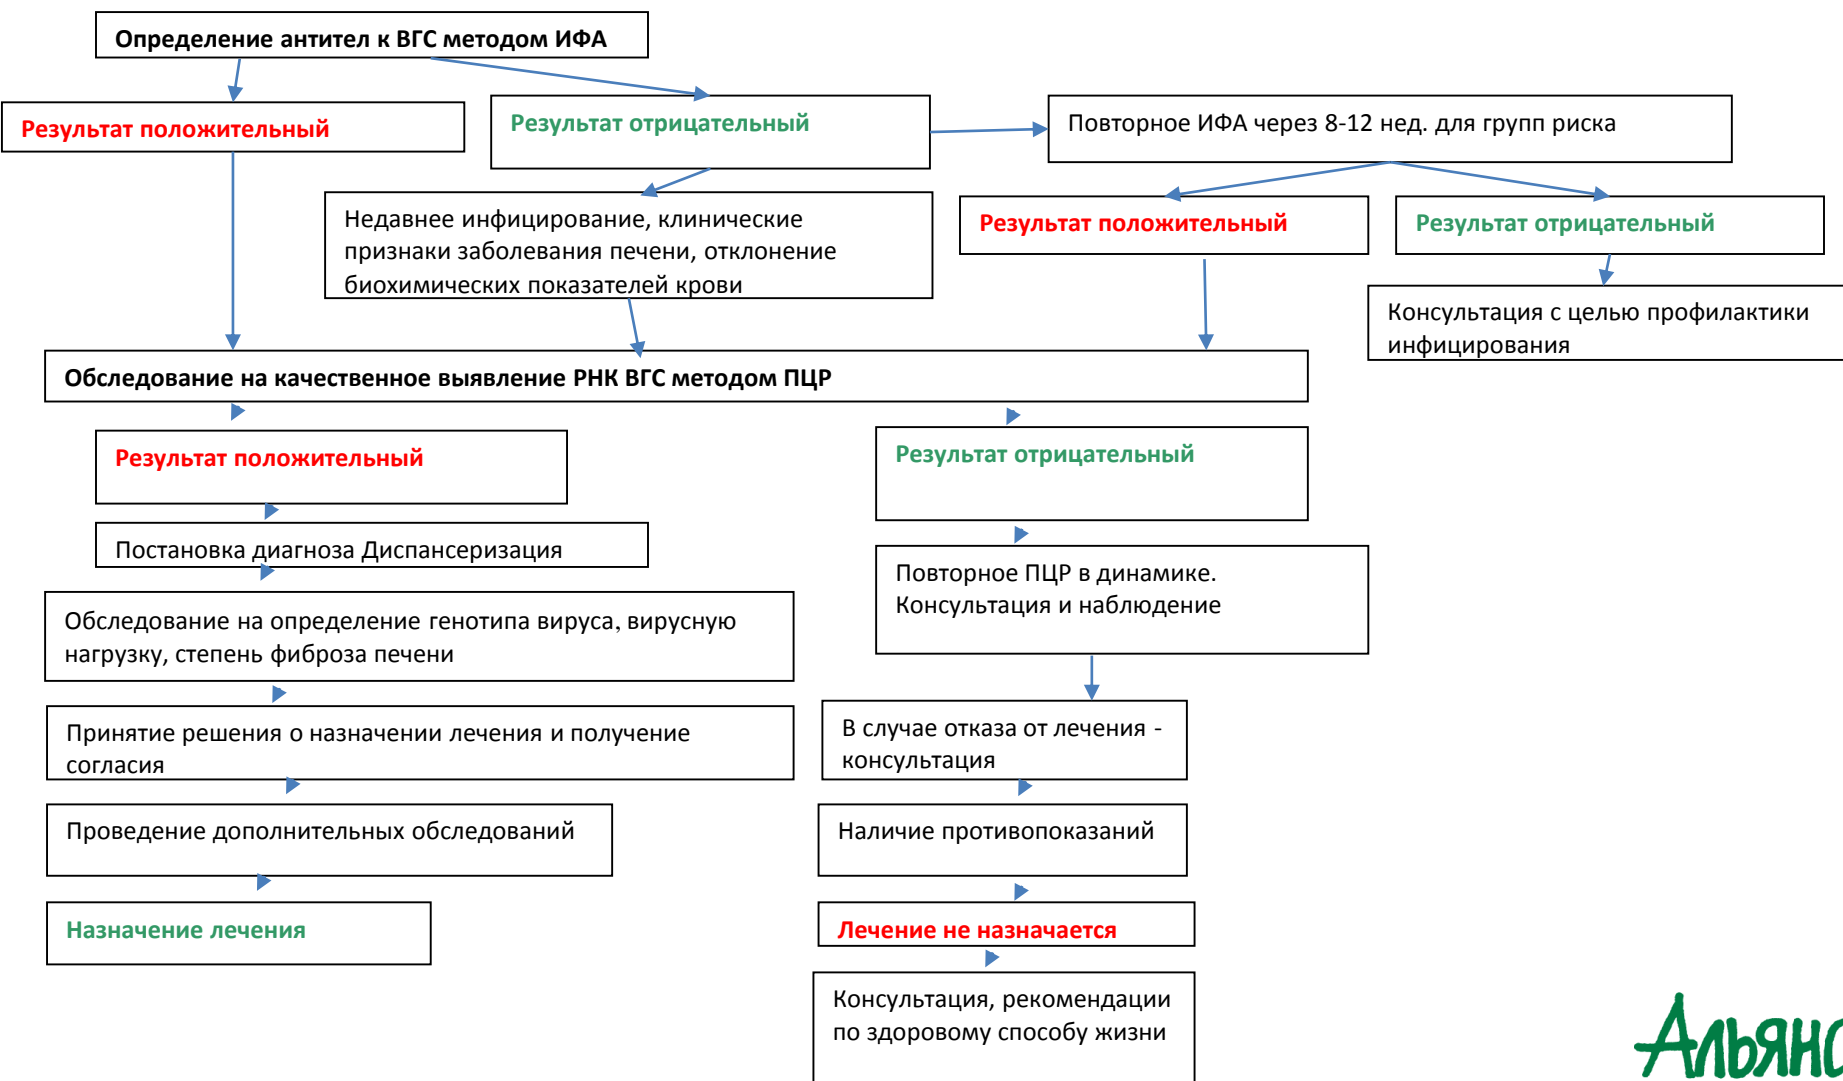 Определение антител к ВГС методом ИФА
Результат положительный
Результат отрицательный
Повторное ИФА через 8-12 нед. для групп риска
Недавнее инфицирование, клинические
признаки заболевания печени, отклонение
биохимических показателей крови
Результат положительный
Результат отрицательный
Консультация с целью профилактики
инфицирования
Обследование на качественное выявление РНК ВГС методом ПЦР
Результат положительный
Результат отрицательный
Постановка диагноза Диспансеризация
Повторное ПЦР в динамике.
Консультация и наблюдение
Обследование на определение генотипа вируса, вирусную
нагрузку, степень фиброза печени
Принятие решения о назначении лечения и получение
согласия
В случае отказа от лечения -
консультация
Проведение дополнительных обследований
Наличие противопоказаний
Назначение лечения
Лечение не назначается
Консультация, рекомендации
по здоровому способу жизни
Альянс